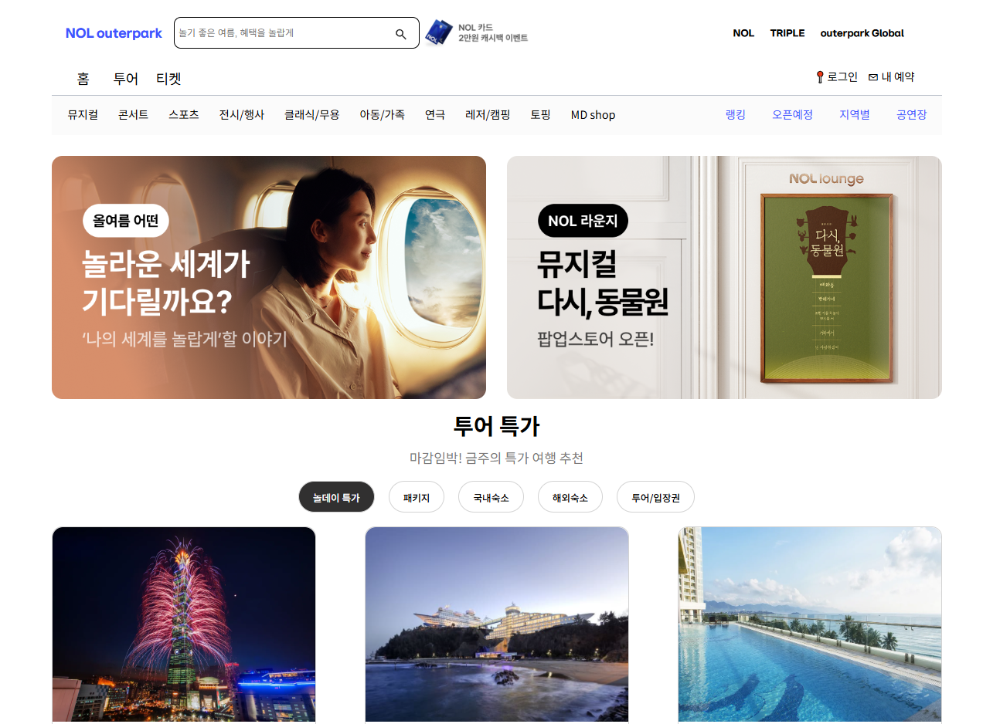 NOL outerpark
놀기 좋은 여름, 혜택을 놀랍게
NOL 카드
2만원 캐시백 이벤트
NOL TRIPLE outerpark Global
홈 투어 티켓
로그인 내 예약
뮤지컬 콘서트 스포츠 전시/행사 클래식/무용 아동/가족 연극 레저/캠핑 토핑 MD shop
랭킹 오픈예정 지역별 공연장
올여름 어떤
놀라운 세계가
기다릴까요?
‘나의 세계를 놀랍게’할 이야기
NOL 라운지
뮤지컬
다시, 동물원
팝업스토어 오픈!
NOL lounge
다시,
동물원
투어 특가
마감임박! 금주의 특가 여행 추천
놀데이 특가 패키지 국내숙소 해외숙소 투어/입장권